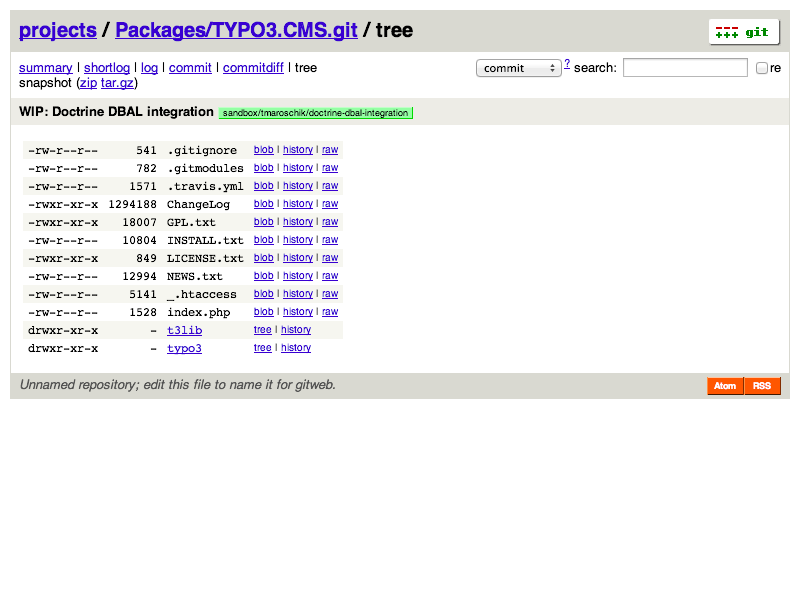 projects / Packages/TYPO3.CMS.git / tree
git
summary | shortlog | log | commit | commitdiff | tree
snapshot (zip tar.gz)
commit ? search: re
WIP: Doctrine DBAL integration sandbox/tmaroschik/doctrine-dbal-integration
-rw-r--r-- 541 .gitignore blob | history | raw
-rw-r--r-- 782 .gitmodules blob | history | raw
-rw-r--r-- 1571 .travis.yml blob | history | raw
-rwxr-xr-x 1294188 ChangeLog blob | history | raw
-rwxr-xr-x 18007 GPL.txt blob | history | raw
-rw-r--r-- 10804 INSTALL.txt blob | history | raw
-rwxr-xr-x 849 LICENSE.txt blob | history | raw
-rw-r--r-- 12994 NEWS.txt blob | history | raw
-rw-r--r-- 5141 _.htaccess blob | history | raw
-rw-r--r-- 1528 index.php blob | history | raw
drwxr-xr-x - t3lib tree | history
drwxr-xr-x - typo3 tree | history
Unnamed repository; edit this file to name it for gitweb.
Atom RSS